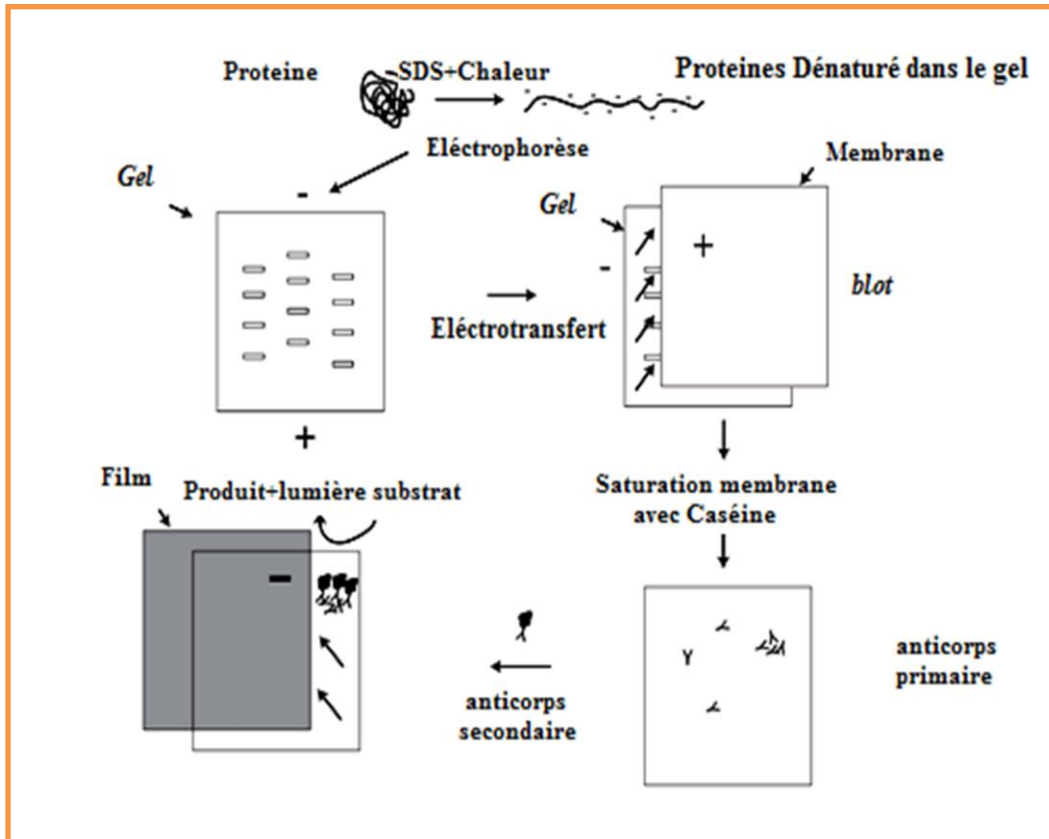 Proteine
SDS+Chaleur
Proteines Dénaturé dans le gel
Eléctrophorèse
Gel
-
+
Eléctrotransfert
Membrane
Gel
-
+
blot
Saturation membrane
avec Caséine
anticorps
primaire
anticorps
secondaire
Produit+lumière substrat
Film